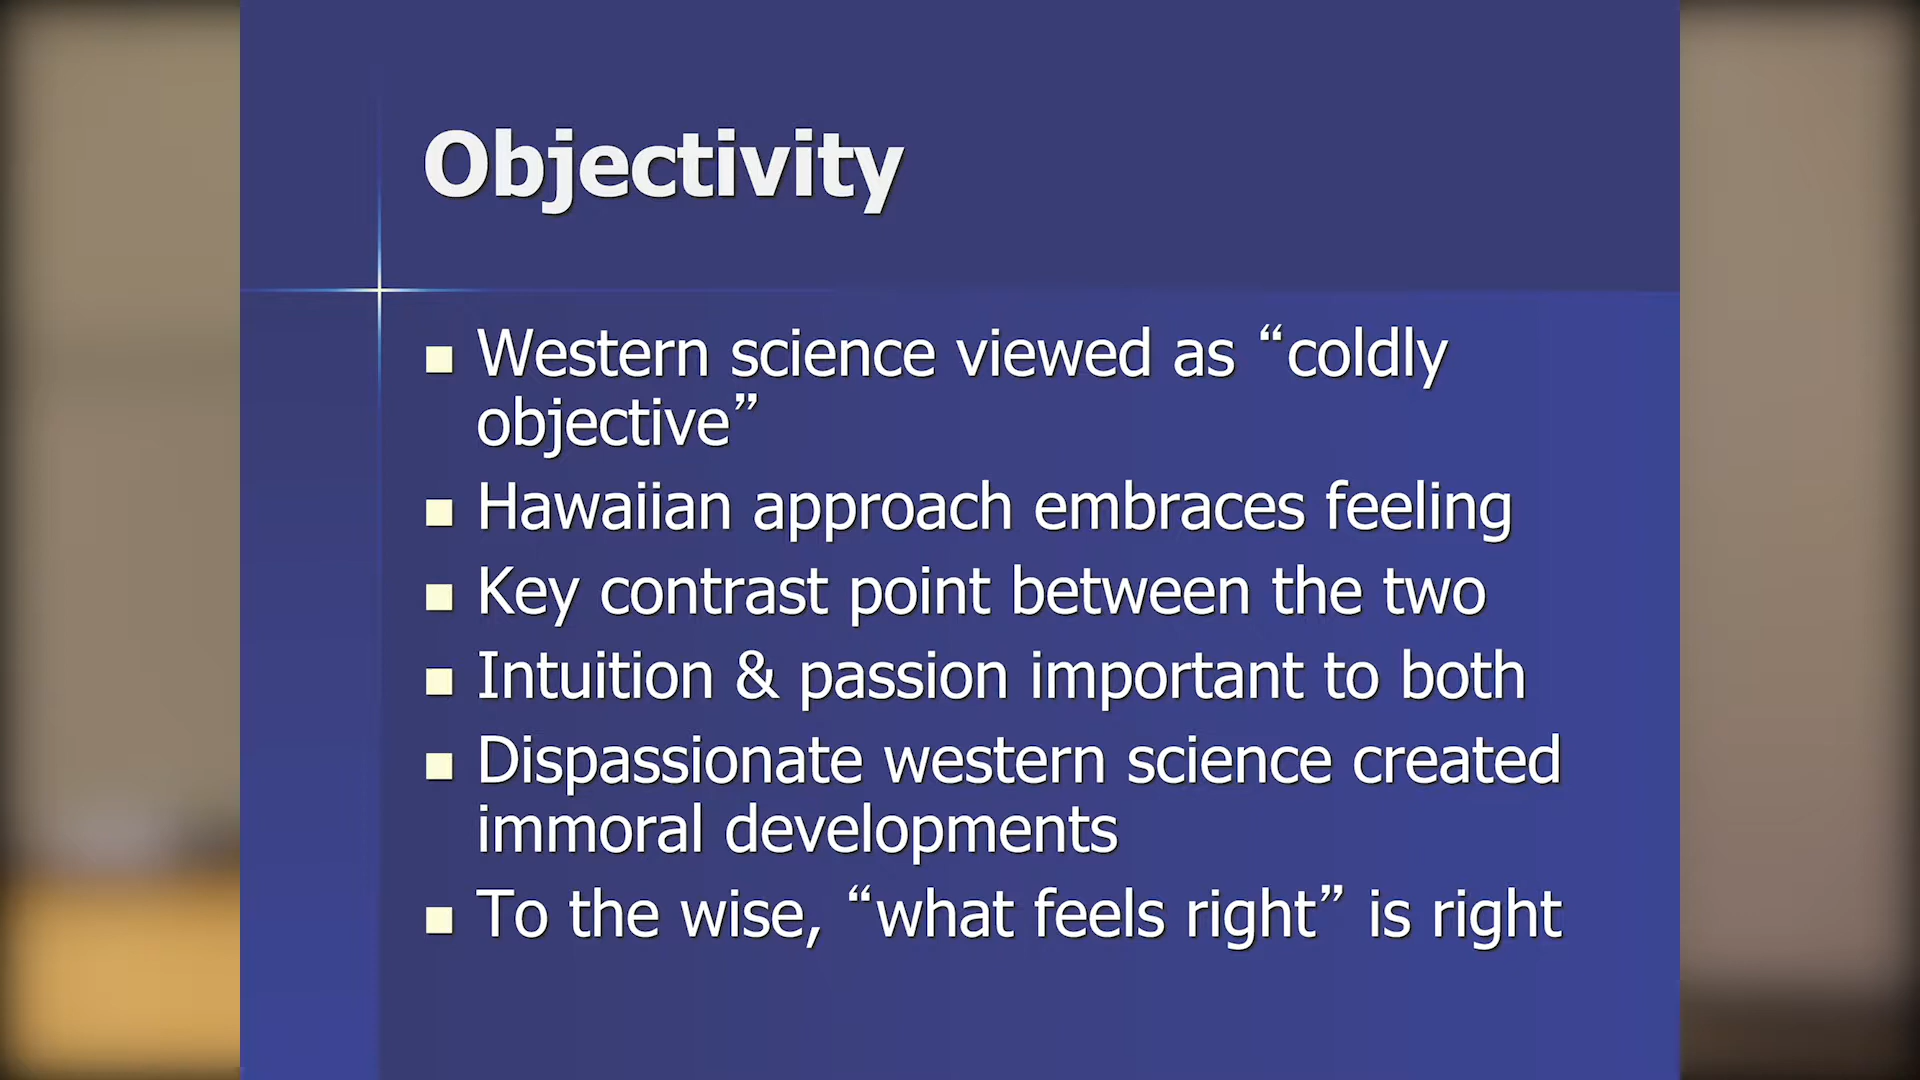 Objectivity
Western science viewed as “coldly
objective”
Hawaiian approach embraces feeling
Key contrast point between the two
Intuition & passion important to both
Dispassionate western science created
immoral developments
To the wise, “what feels right” is right